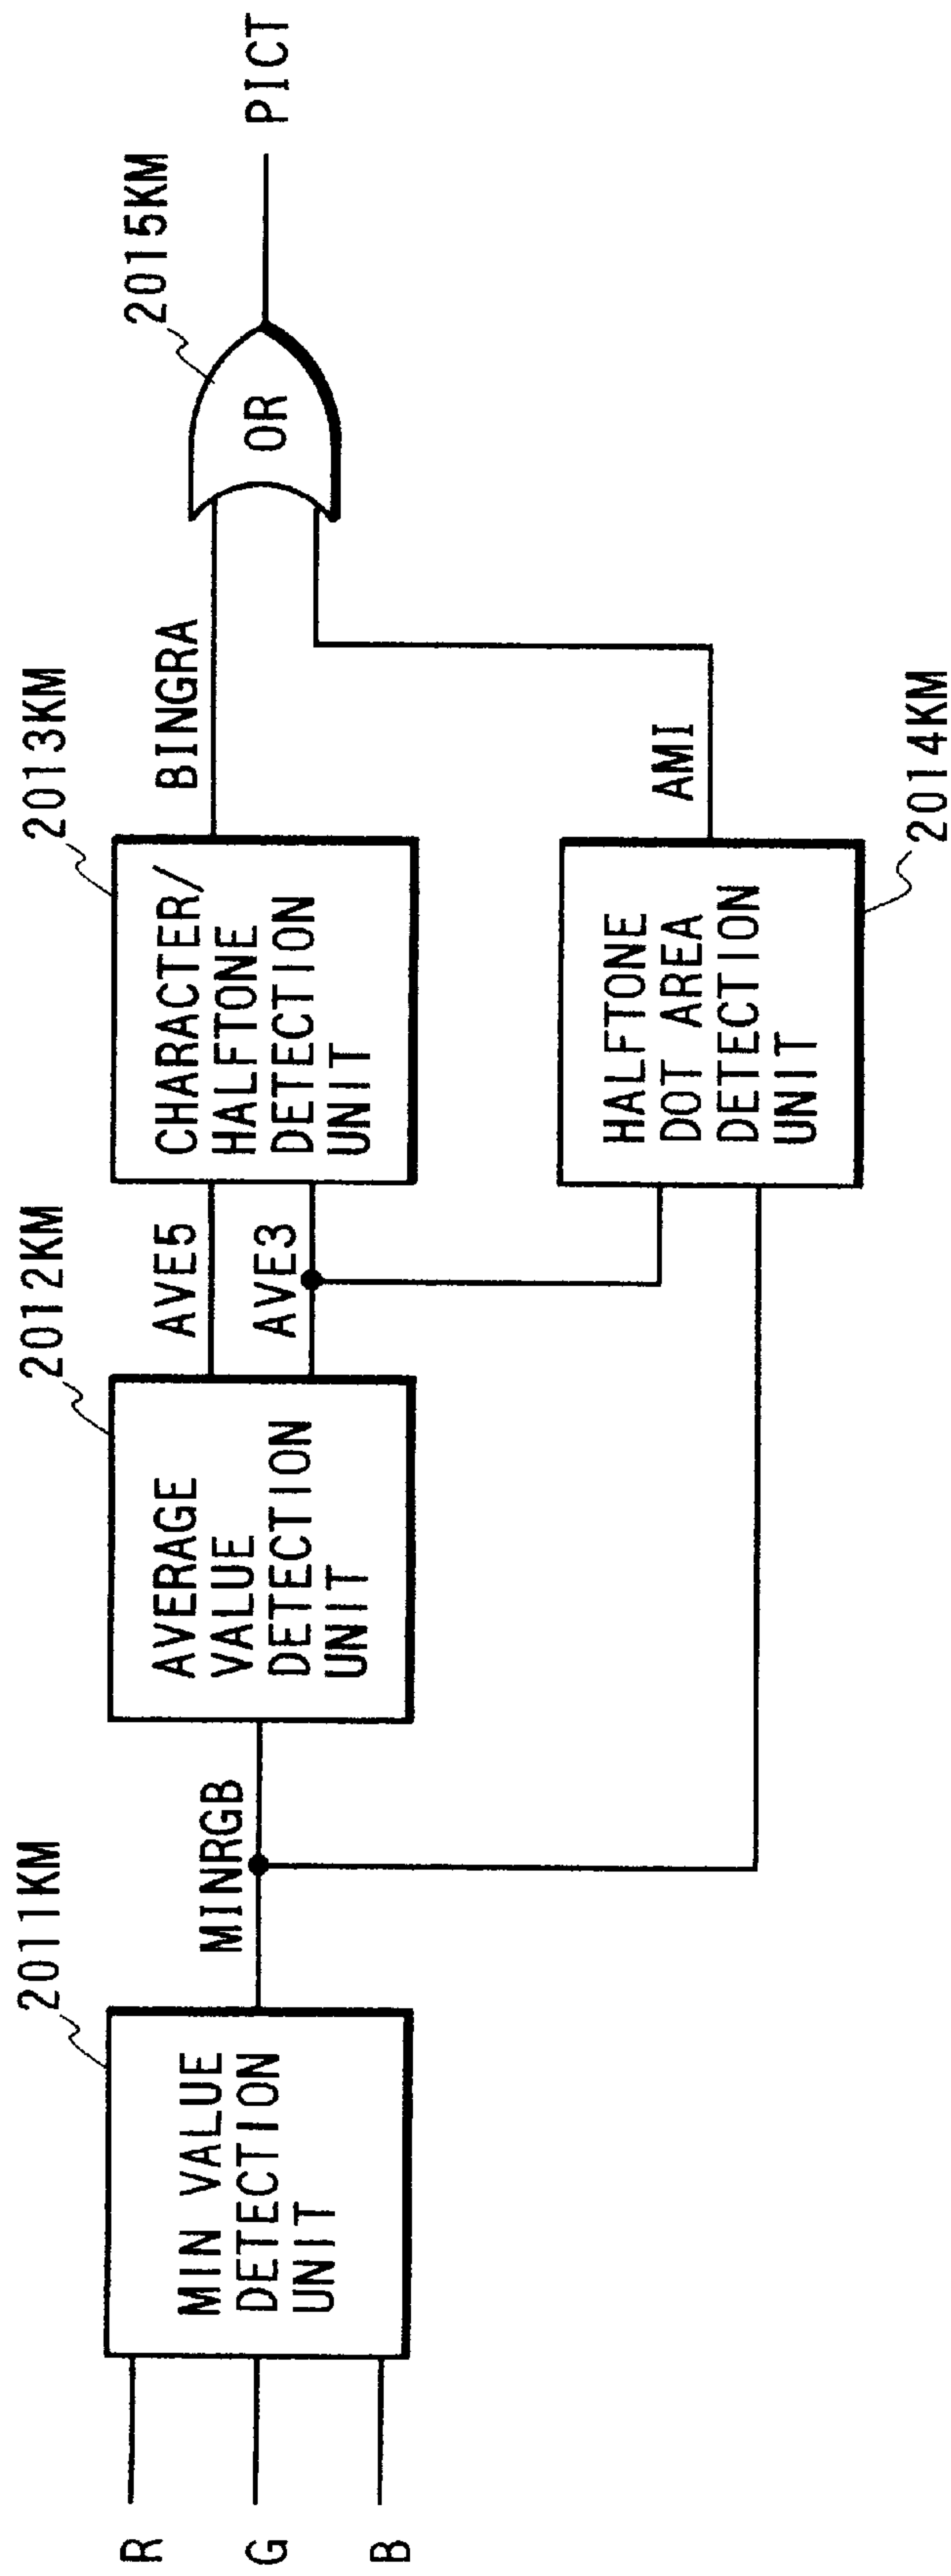 R
G
B
2011KM
MIN VALUE
DETECTION
UNIT
MINRGB
2012KM
AVERAGE
VALUE
DETECTION
UNIT
AVE5
AVE3
2013KM
CHARACTER/
HALFTONE
DETECTION
UNIT
BINGRA
HALFTONE
DOT AREA
DETECTION
UNIT
2014KM
AMI
2015KM
OR
PICT